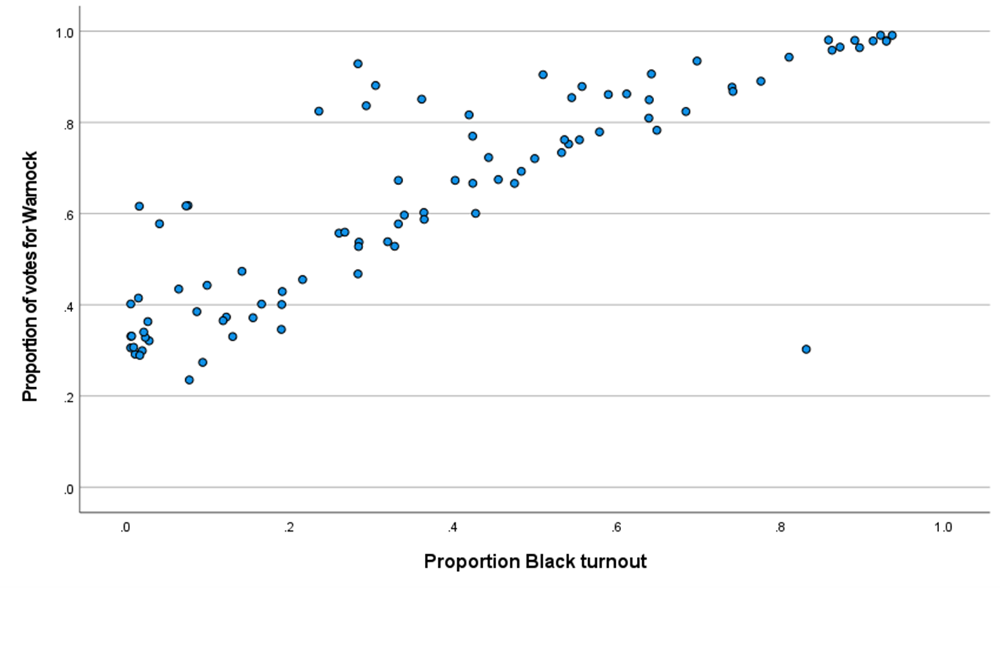 1.0
.8
.6
.4
.2
.0
Proportion of votes for Warnock
.0 .2 .4 .6 .8 1.0
Proportion Black turnout